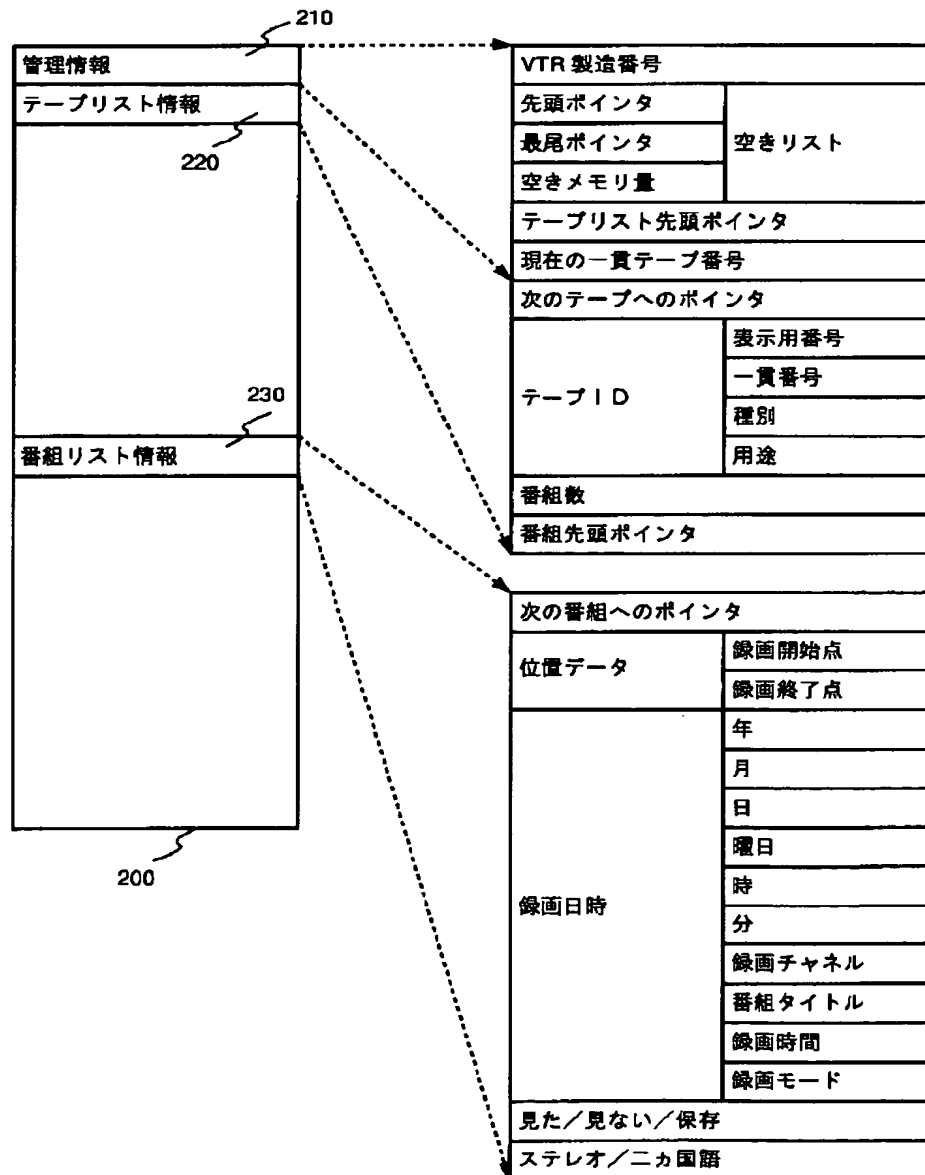 210
管理情報
テープリスト情報
220
230
番組リスト情報
200
VTR 製造番号
先頭ポインタ
最尾ポインタ
空きメモリ量
空きリスト
テープリスト先頭ポインタ
現在の一貫テープ番号
次のテープへのポインタ
テープID
表示用番号
一貫番号
種別
用途
番組数
番組先頭ポインタ
次の番組へのポインタ
位置データ
録画開始点
録画終了点
録画日時
年
月
日
曜日
時
分
録画チャネル
番組タイトル
録画時間
録画モード
見た/見ない/保存
ステレオ/二ヵ国語